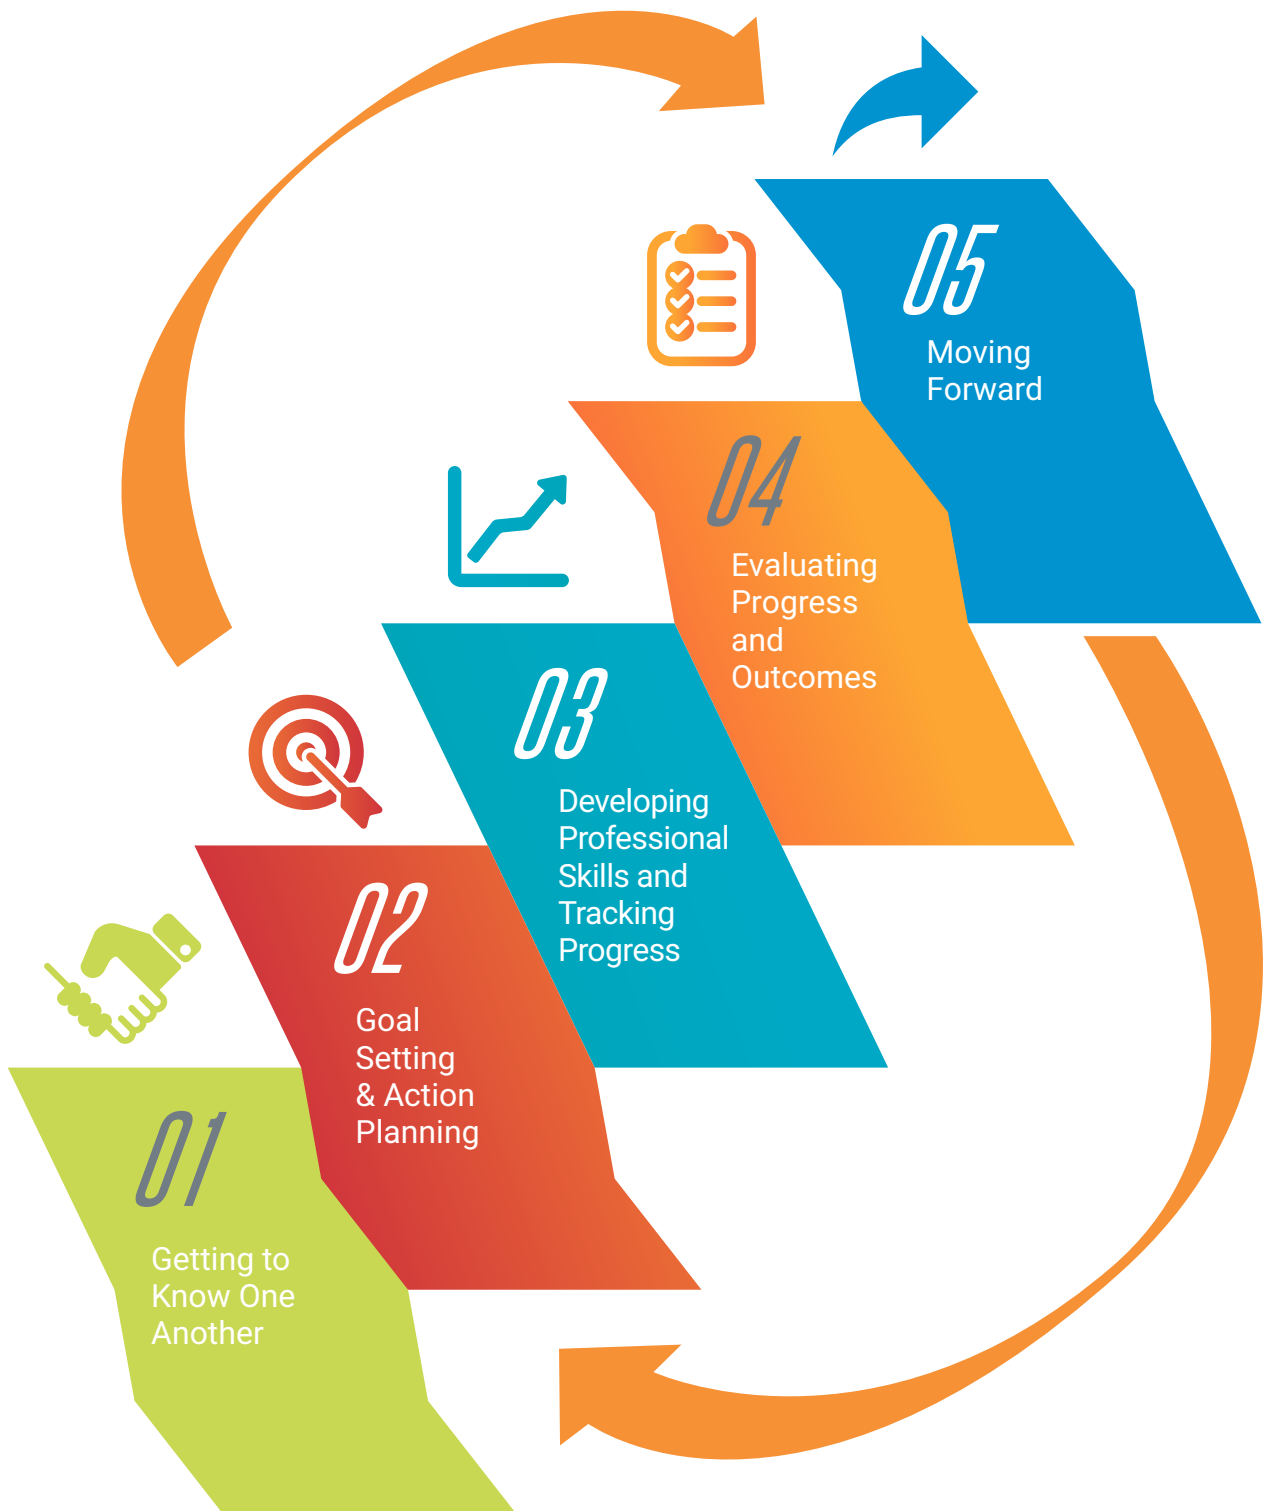 05
Moving
Forward
04
Evaluating
Progress
and
Outcomes
03
Developing
Professional
Skills and
Tracking
Progress
02
Goal
Setting
& Action
Planning
01
Getting to
Know One
Another